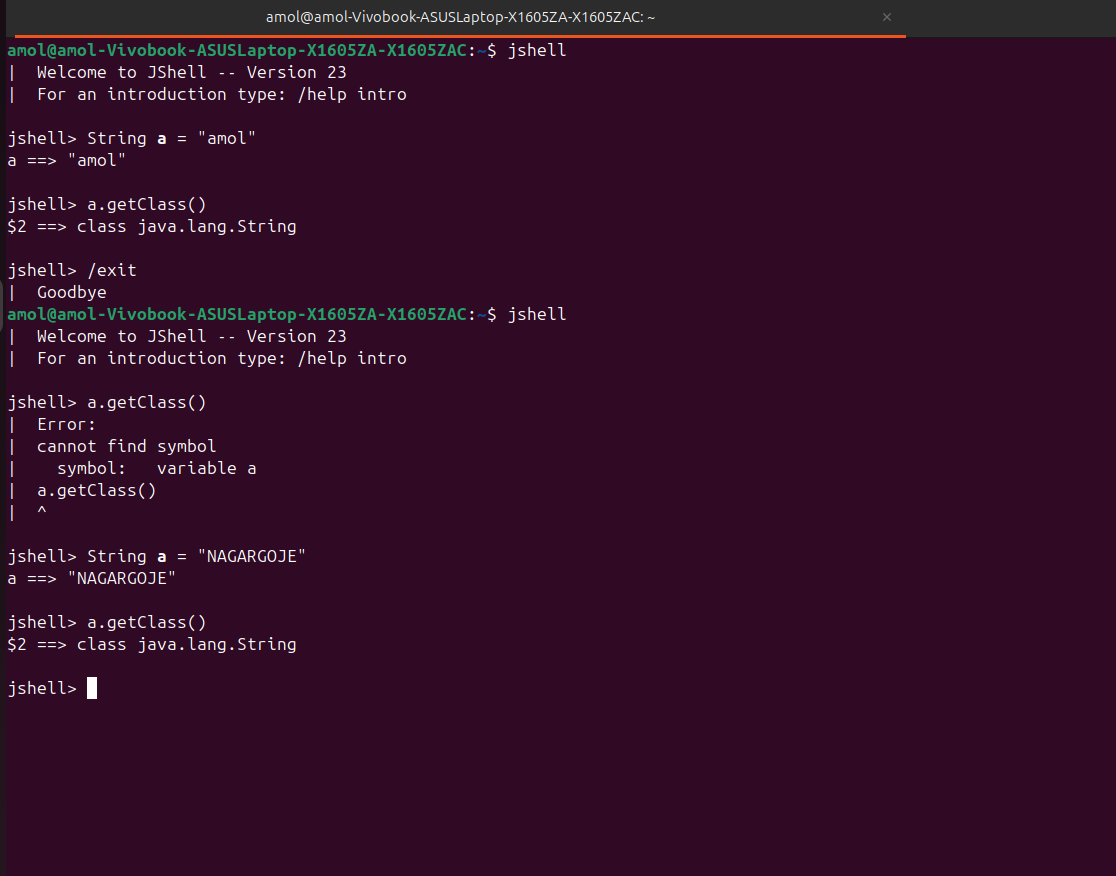 amol@amol-Vivobook-ASUSLaptop-X1605ZA-X1605ZAC: ~ ×
amol@amol-Vivobook-ASUSLaptop-X1605ZA-X1605ZAC:~$ jshell
|  Welcome to JShell -- Version 23
|  For an introduction type: /help intro
jshell> String a = "amol"
a ==> "amol"
jshell> a.getClass()
$2 ==> class java.lang.String
jshell> /exit
|  Goodbye
amol@amol-Vivobook-ASUSLaptop-X1605ZA-X1605ZAC:~$ jshell
|  Welcome to JShell -- Version 23
|  For an introduction type: /help intro
jshell> a.getClass()
|  Error:
|  cannot find symbol
|    symbol:   variable a
|  a.getClass()
|  ^
jshell> String a = "NAGARGOJE"
a ==> "NAGARGOJE"
jshell> a.getClass()
$2 ==> class java.lang.String
jshell>